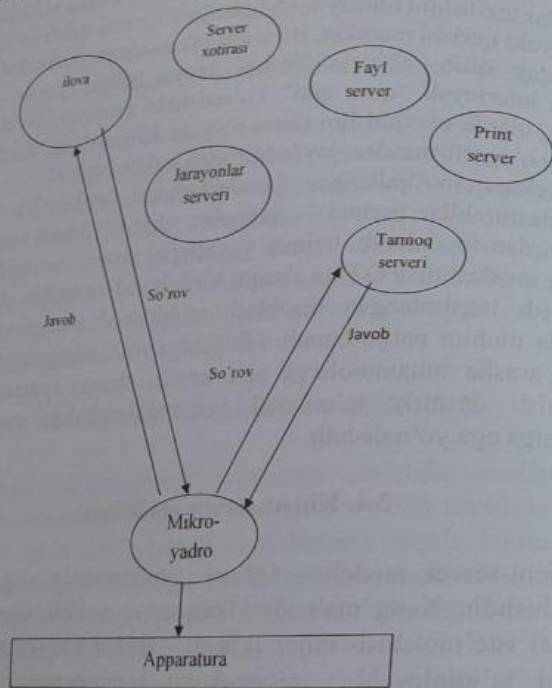 Server
xotirasi
ilova
Fayl
server
Print
server
Jarayonlar
serveri
Tarmoq
serveri
So`rov
Javob
Javob
So`rov
Mikro-
yadro
Apparatura